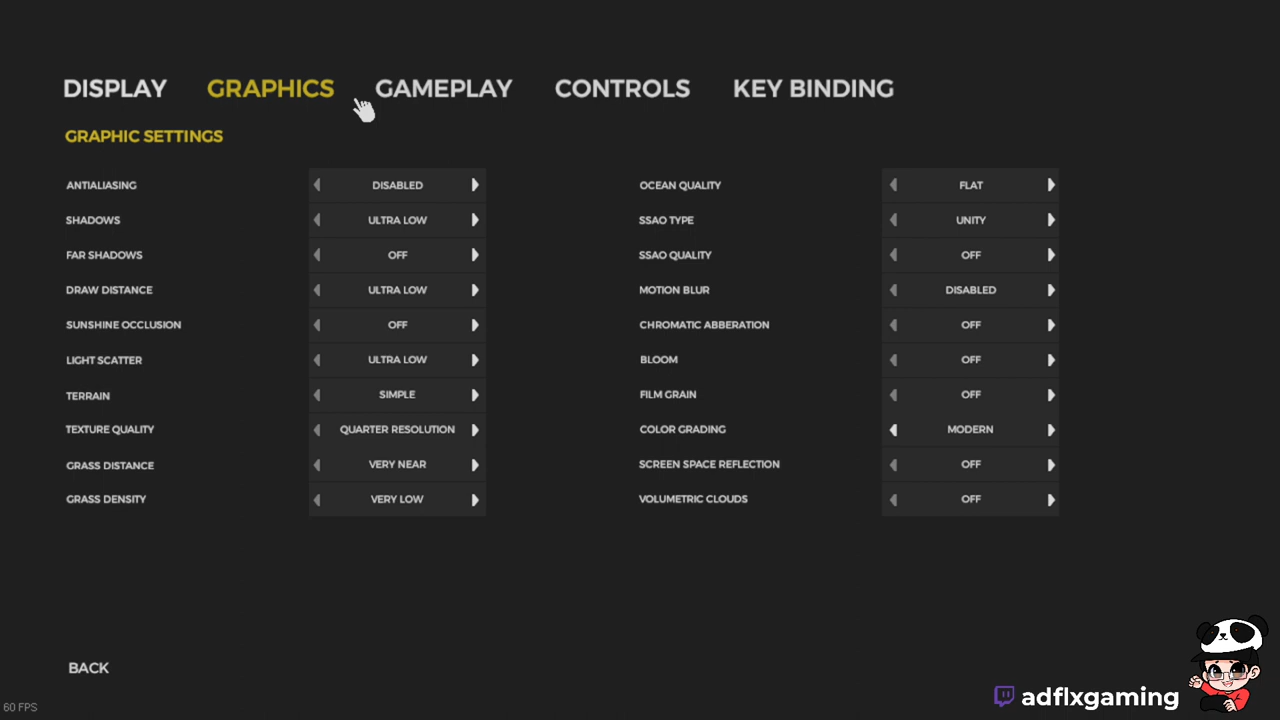 DISPLAY GRAPHICS GAMEPLAY CONTROLS KEY BINDING
GRAPHIC SETTINGS
ANTIALIASING DISABLED
SHADOWS ULTRA LOW
FAR SHADOWS OFF
DRAW DISTANCE ULTRA LOW
SUNSHINE OCCLUSION OFF
LIGHT SCATTER ULTRA LOW
TERRAIN SIMPLE
TEXTURE QUALITY QUARTER RESOLUTION
GRASS DISTANCE VERY NEAR
GRASS DENSITY VERY LOW
OCEAN QUALITY FLAT
SSAO TYPE UNITY
SSAO QUALITY OFF
MOTION BLUR DISABLED
CHROMATIC ABBERATION OFF
BLOOM OFF
FILM GRAIN OFF
COLOR GRADING MODERN
SCREEN SPACE REFLECTION OFF
VOLUMETRIC CLOUDS OFF
BACK
60 FPS
adflxgaming